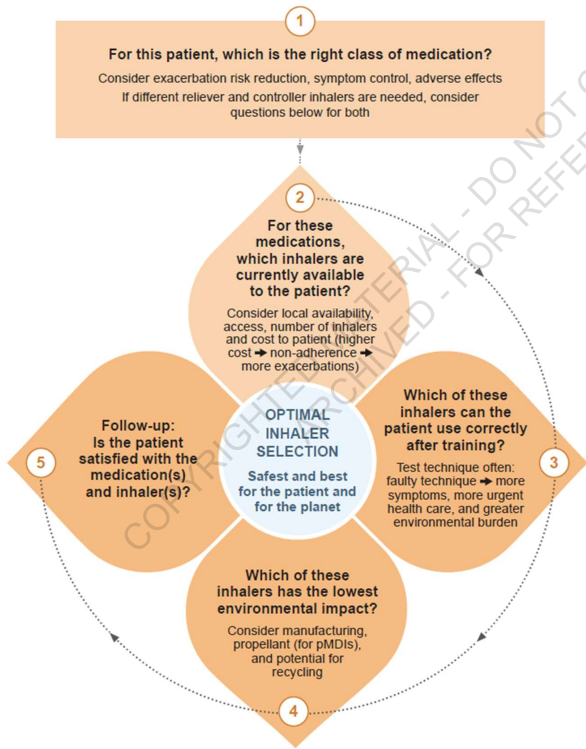 1
For this patient, which is the right class of medication?
Consider exacerbation risk reduction, symptom control, adverse effects
If different reliever and controller inhalers are needed, consider
questions below for both
2
For these
medications,
which inhalers are
currently available
to the patient?
Consider local availability,
access, number of inhalers
and cost to patient (higher
cost ➔ non-adherence ➔
more exacerbations)
OPTIMAL
INHALER
SELECTION
Safest and best
for the patient and
for the planet
Which of these
inhalers can the
patient use correctly
after training?
3
Test technique often:
faulty technique ➔ more
symptoms, more urgent
health care, and greater
environmental burden
Which of these
inhalers has the lowest
environmental impact?
Consider manufacturing,
propellant (for pMDIs),
and potential for
recycling
4
Follow-up:
Is the patient
satisfied with the
medication(s)
and inhaler(s)?
5
COPYRIGHTED MATERIAL - DO NOT
ARCHIVED - FOR REFER